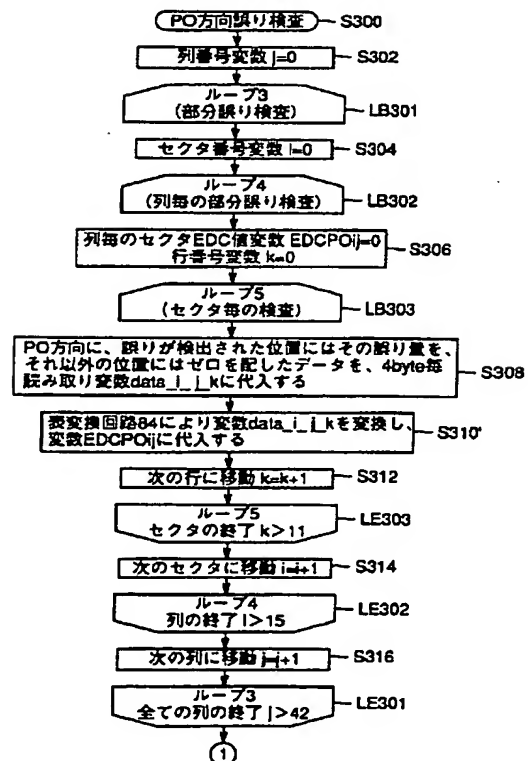 PO方向誤り検査 S300
列番号変数 j=0 S302
ループ3
(部分誤り検査) LB301
セクタ番号変数 i=0 S304
ループ4
(列毎の部分誤り検査) LB302
列毎のセクタEDC値変数 EDCPOij=0
行番号変数 k=0 S306
ループ5
(セクタ毎の検査) LB303
PO方向に、誤りが検出された位置にはその誤り量を、
それ以外の位置にはゼロを配したデータを、4byte毎
読み取り変数data_i_j_kに代入する S308
表変換回路84により変数data_i_j_kを変換し、
変数EDCPOijに代入する S310'
次の行に移動 k=k+1 S312
ループ5
セクタの終了 k>11 LE303
次のセクタに移動 i=i+1 S314
ループ4
列の終了 i>15 LE302
次の列に移動 j=j+1 S316
ループ3
全ての列の終了 j>42 LE301
1